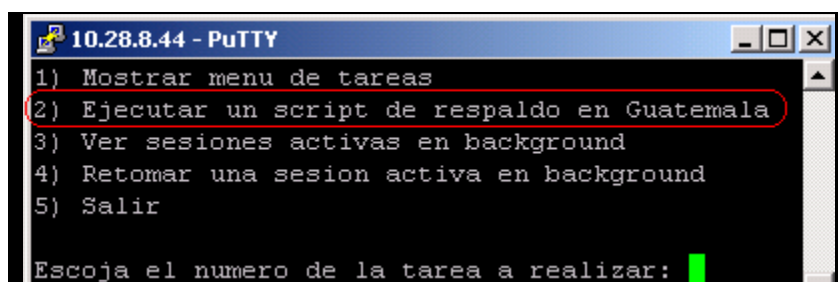 10.28.8.44 - PuTTY
1) Mostrar menu de tareas
2) Ejecutar un script de respaldo en Guatemala
3) Ver sesiones activas en background
4) Retomar una sesion activa en background
5) Salir
Escoja el numero de la tarea a realizar: